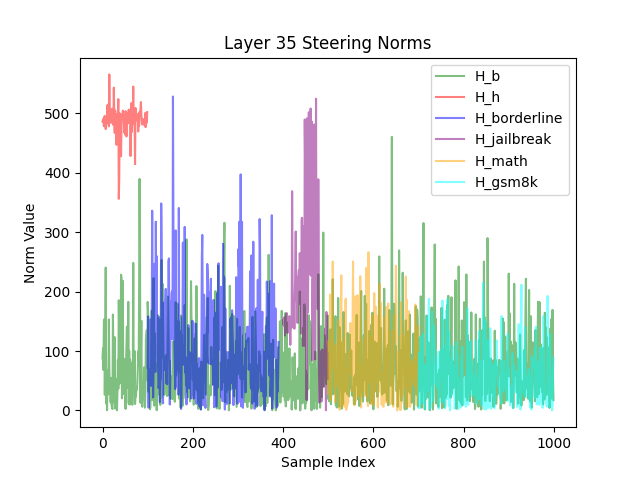 Layer 35 Steering Norms
H_b
H_h
H_borderline
H_jailbreak
H_math
H_gsm8k
Norm Value
500
400
300
200
100
0
0 200 400 600 800 1000
Sample Index